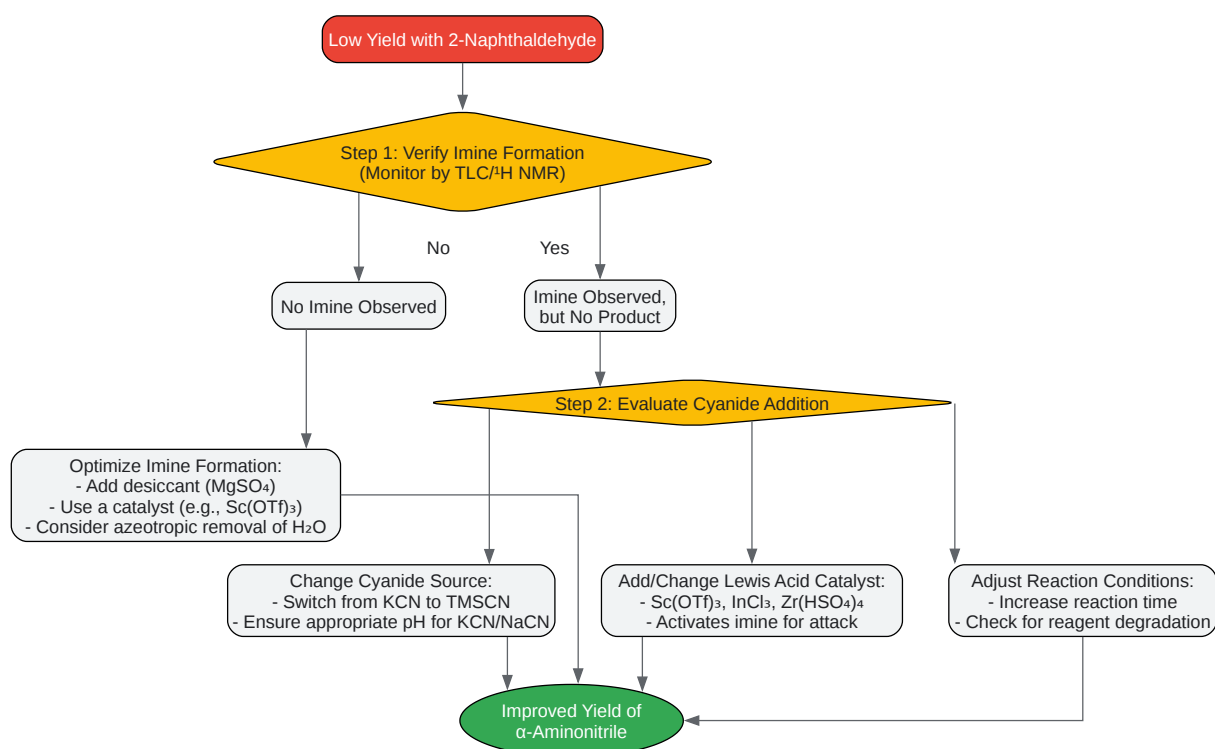 Low Yield with 2-Naphthaldehyde
Step 1: Verify Imine Formation
(Monitor by TLC/¹H NMR)
No
Yes
No Imine Observed
Imine Observed,
but No Product
Step 2: Evaluate Cyanide Addition
Optimize Imine Formation:
- Add desiccant (MgSO₄)
- Use a catalyst (e.g., Sc(OTf)₃)
- Consider azeotropic removal of H₂O
Change Cyanide Source:
- Switch from KCN to TMSCN
- Ensure appropriate pH for KCN/NaCN
Add/Change Lewis Acid Catalyst:
- Sc(OTf)₃, InCl₃, Zr(HSO₄)₄
- Activates imine for attack
Adjust Reaction Conditions:
- Increase reaction time
- Check for reagent degradation
Improved Yield of
α-Aminonitrile